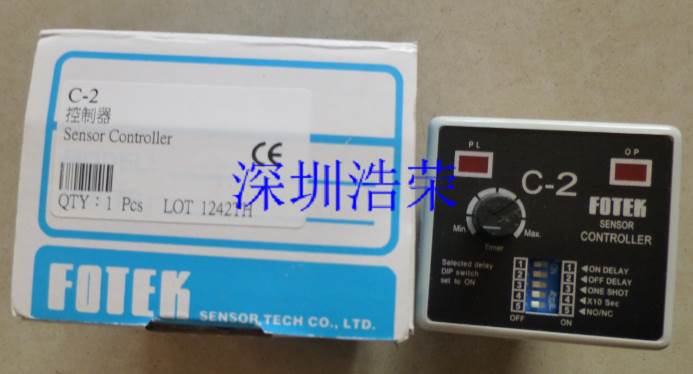 C-2
控制器
Sensor Controller
CE
QTY：1 Pcs LOT 1242TH
FOTEK
SENSOR TECH CO., LTD.
深圳浩荣
PL
OP
C-2
FOTEK
SENSOR
CONTROLLER
Min.
Max.
Timer
Selected delay
DIP switch
set to ON
1 1 ◀ON DELAY
2 2 ◀OFF DELAY
3 3 ◀ONE SHOT
4 4 ◀X10 Sec
5 5 ◀NO/NC
OFF ON